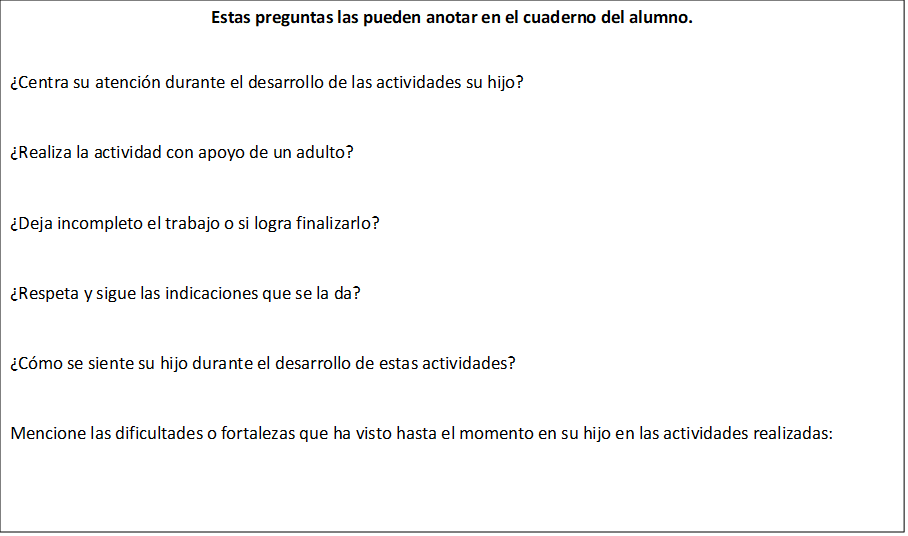 Estas preguntas las pueden anotar en el cuaderno del alumno.
¿Centra su atención durante el desarrollo de las actividades su hijo?
¿Realiza la actividad con apoyo de un adulto?
¿Deja incompleto el trabajo o si logra finalizarlo?
¿Respeta y sigue las indicaciones que se la da?
¿Cómo se siente su hijo durante el desarrollo de estas actividades?
Mencione las dificultades o fortalezas que ha visto hasta el momento en su hijo en las actividades realizadas: